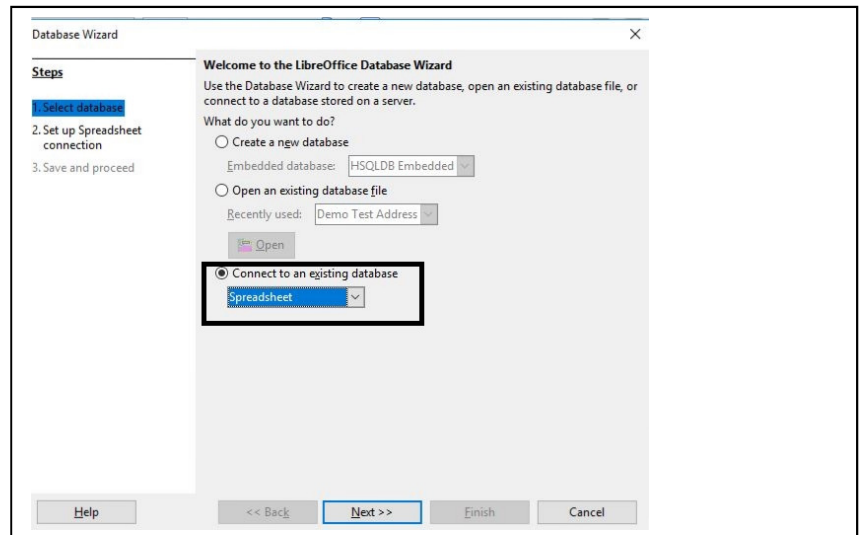 Database Wizard
Steps
1. Select database
2. Set up Spreadsheet
connection
3. Save and proceed
Welcome to the LibreOffice Database Wizard
Use the Database Wizard to create a new database, open an existing database file, or
connect to a database stored on a server.
What do you want to do?
Create a new database
Embedded database: HSQLDB Embedded
Open an existing database file
Recently used: Demo Test Address
Open
Connect to an existing database
Spreadsheet
Help
<< Back
Next >>
Finish
Cancel